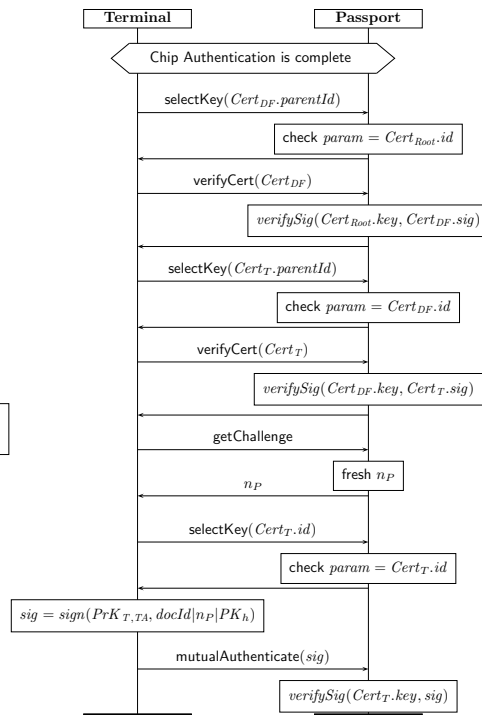 Terminal Passport
Chip Authentication is complete
selectKey(Cert_DF.parentId)
check param = Cert_Root.id
verifyCert(Cert_DF)
verifySig(Cert_Root.key, Cert_DF.sig)
selectKey(Cert_T.parentId)
check param = Cert_DF.id
verifyCert(Cert_T)
verifySig(Cert_DF.key, Cert_T.sig)
getChallenge
fresh n_P
n_P
selectKey(Cert_T.id)
check param = Cert_T.id
sig = sign(PrK_T,TA, docId|n_P|PK_h)
mutualAuthenticate(sig)
verifySig(Cert_T.key, sig)